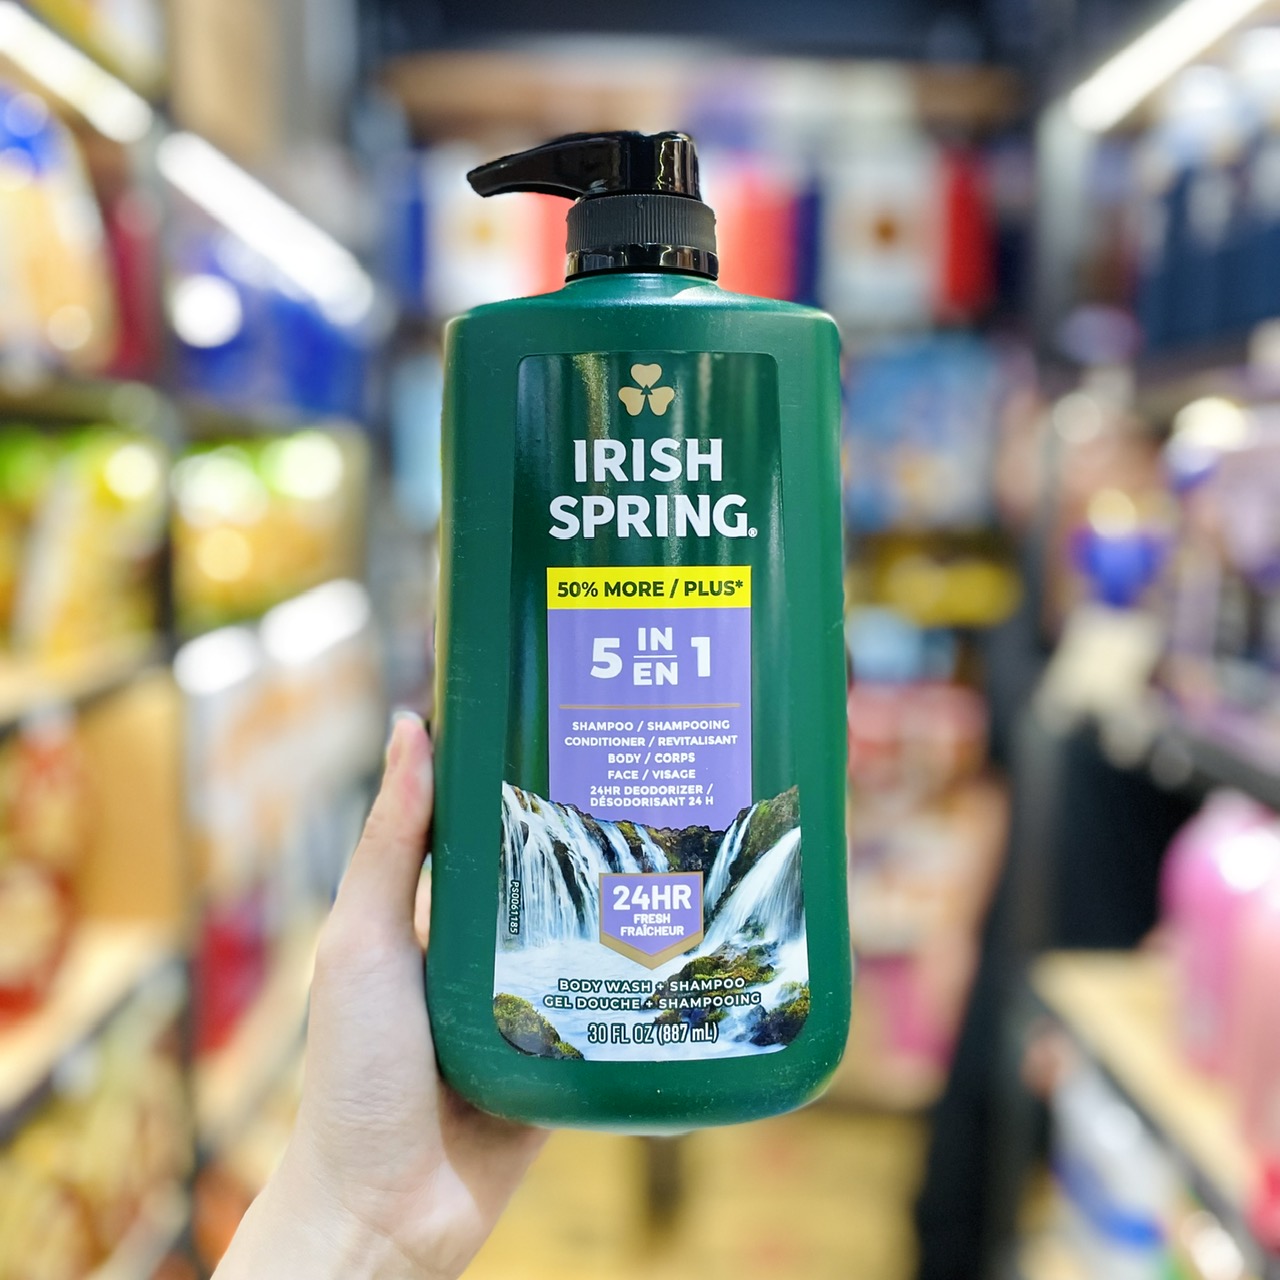 IRISH
SPRING®
50% MORE / PLUS*
5 IN 1
EN
SHAMPOO / SHAMPOOING
CONDITIONER / REVITALISANT
BODY / CORPS
FACE / VISAGE
24HR DEODORIZER /
DÉSODORISANT 24 H
24HR
FRESH
FRAÎCHEUR
PS0061185
BODY WASH + SHAMPOO
GEL DOUCHE + SHAMPOOING
30 FL OZ (887 mL)